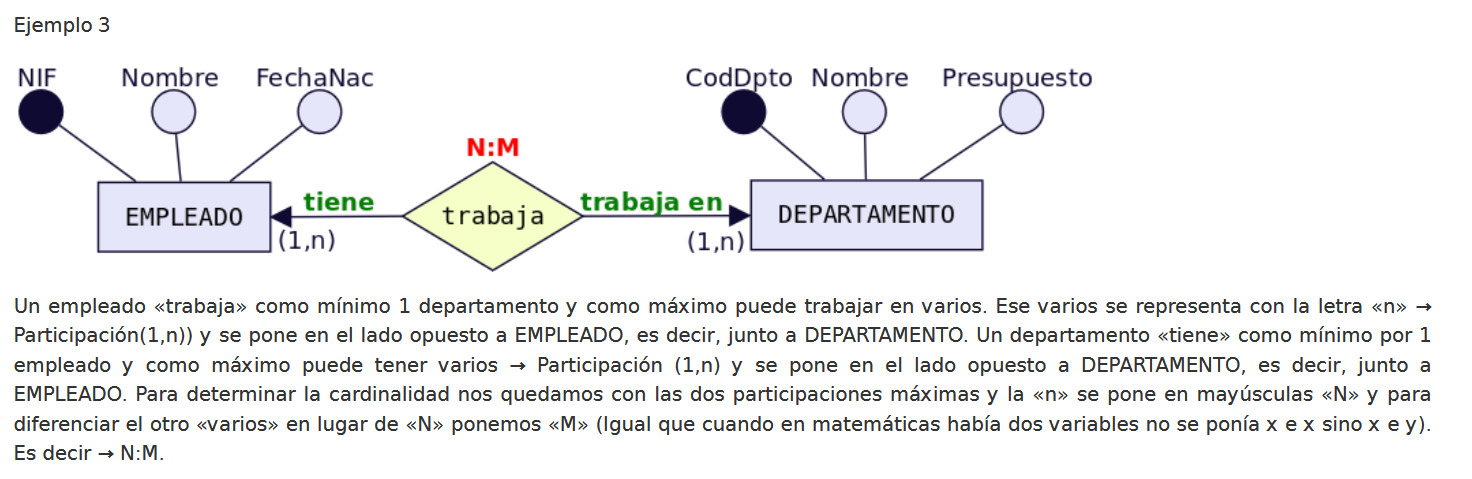 Ejemplo 3
NIF Nombre FechaNac CodDpto Nombre Presupuesto
N:M
tiene trabaja en
EMPLEADO trabaja DEPARTAMENTO
(1,n) (1,n)
Un empleado «trabaja» como mínimo 1 departamento y como máximo puede trabajar en varios. Ese varios se representa con la letra «n» →
Participación(1,n)) y se pone en el lado opuesto a EMPLEADO, es decir, junto a DEPARTAMENTO. Un departamento «tiene» como mínimo por 1
empleado y como máximo puede tener varios → Participación (1,n) y se pone en el lado opuesto a DEPARTAMENTO, es decir, junto a
EMPLEADO. Para determinar la cardinalidad nos quedamos con las dos participaciones máximas y la «n» se pone en mayúsculas «N» y para
diferenciar el otro «varios» en lugar de «N» ponemos «M» (Igual que cuando en matemáticas había dos variables no se ponía x e x sino x e y).
Es decir → N:M.